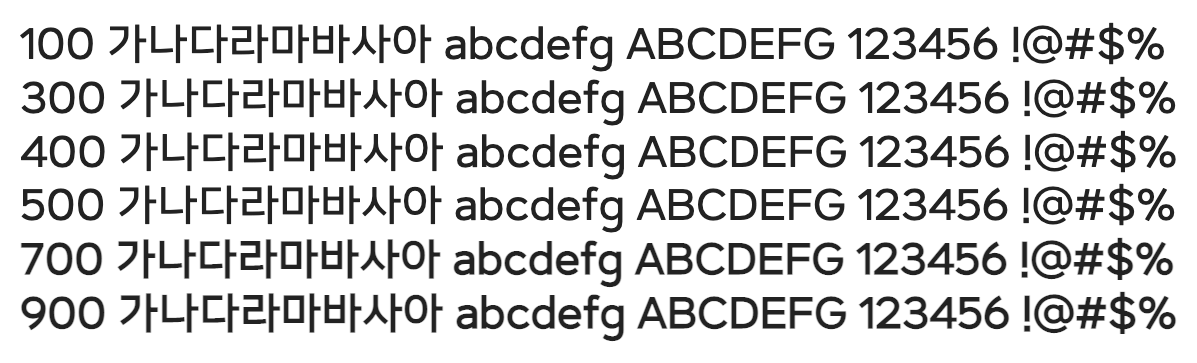 100 가나다라마바사아 abcdefg ABCDEFG 123456 !@#$%
300 가나다라마바사아 abcdefg ABCDEFG 123456 !@#$%
400 가나다라마바사아 abcdefg ABCDEFG 123456 !@#$%
500 가나다라마바사아 abcdefg ABCDEFG 123456 !@#$%
700 가나다라마바사아 abcdefg ABCDEFG 123456 !@#$%
900 가나다라마바사아 abcdefg ABCDEFG 123456 !@#$%